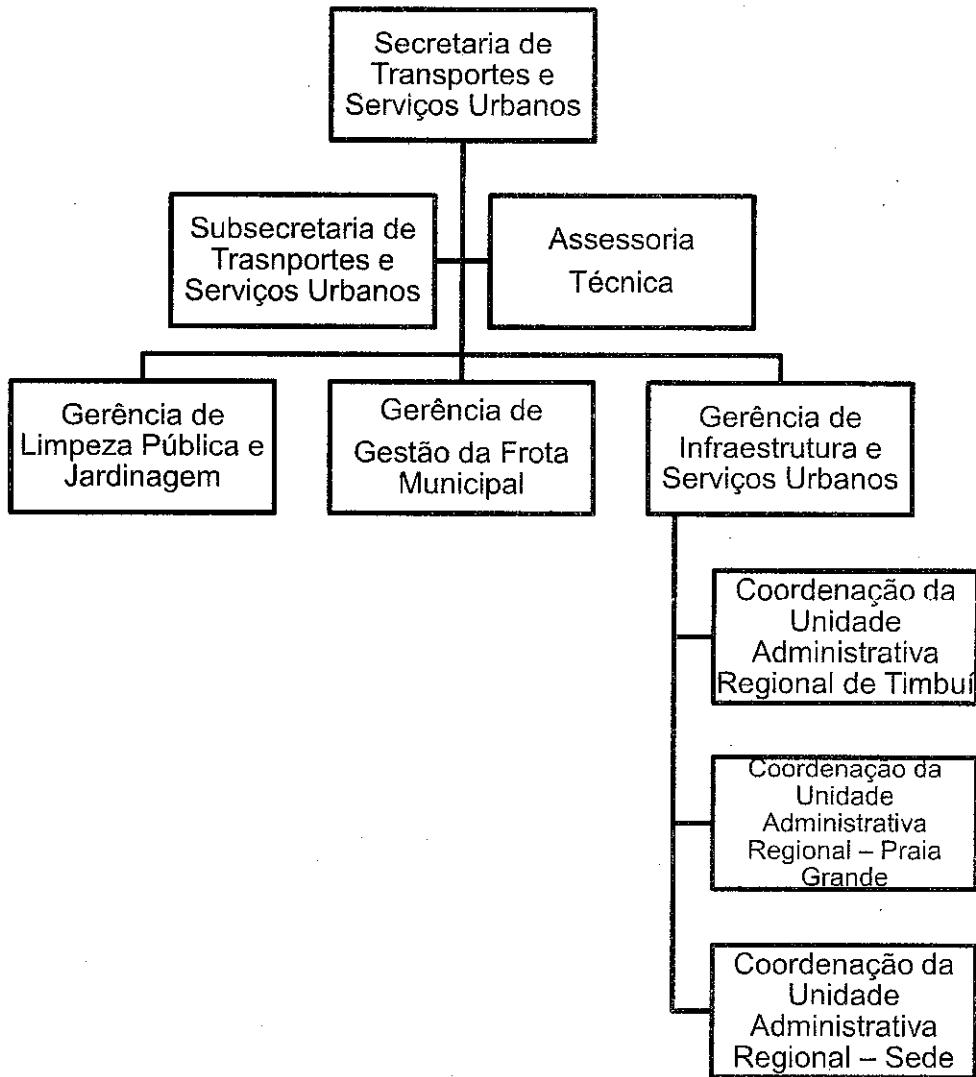 Secretaria de
Transportes e
Serviços Urbanos
Subsecretaria de
Trasnportes e
Serviços Urbanos
Assessoria
Técnica
Gerência de
Limpeza Pública e
Jardinagem
Gerência de
Gestão da Frota
Municipal
Gerência de
Infraestrutura e
Serviços Urbanos
Coordenação da
Unidade
Administrativa
Regional de Timbuí
Coordenação da
Unidade
Administrativa
Regional – Praia
Grande
Coordenação da
Unidade
Administrativa
Regional – Sede